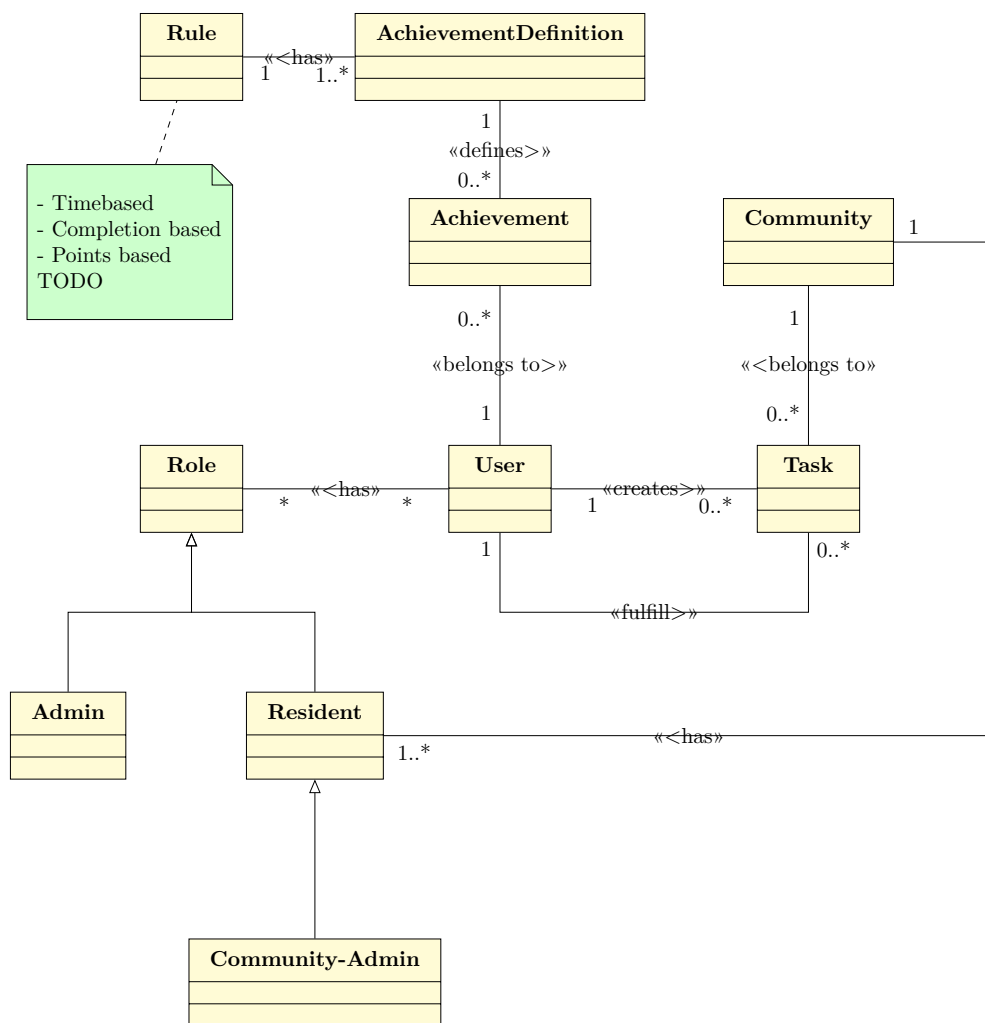 Rule
AchievementDefinition
«<has»
1
1..*
1
«defines>»
0..*
- Timebased
- Completion based
- Points based
TODO
Achievement
Community
1
0..*
1
«belongs to>»
«<belongs to»
1
0..*
Role
User
Task
«<has»
*
*
«creates>»
1
0..*
1
0..*
«fulfill>»
Admin
Resident
«<has»
1..*
Community-Admin